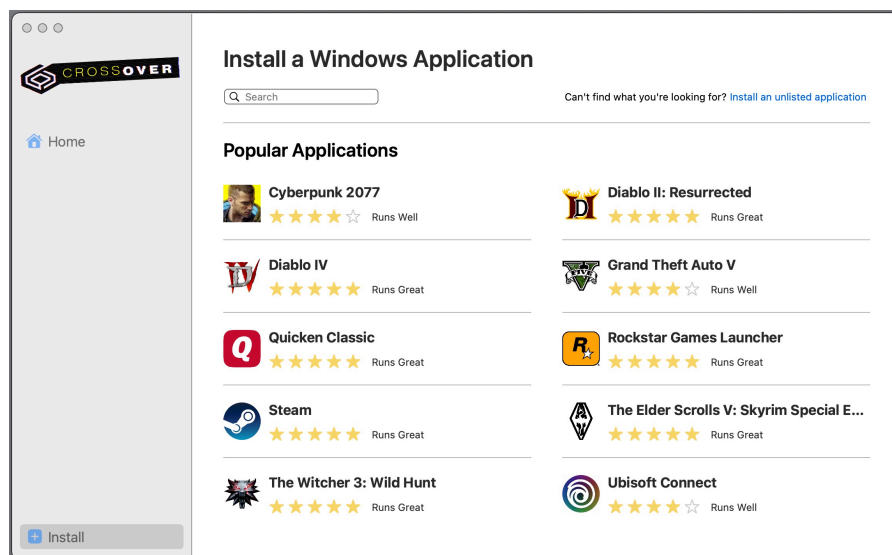 CROSSOVER
Home
Install
Install a Windows Application
Search
Can't find what you're looking for? Install an unlisted application
Popular Applications
Cyberpunk 2077
Runs Well
Diablo II: Resurrected
Runs Great
Diablo IV
Runs Great
Grand Theft Auto V
Runs Well
Quicken Classic
Runs Great
Rockstar Games Launcher
Runs Great
Steam
Runs Great
The Elder Scrolls V: Skyrim Special E...
Runs Great
The Witcher 3: Wild Hunt
Runs Great
Ubisoft Connect
Runs Well